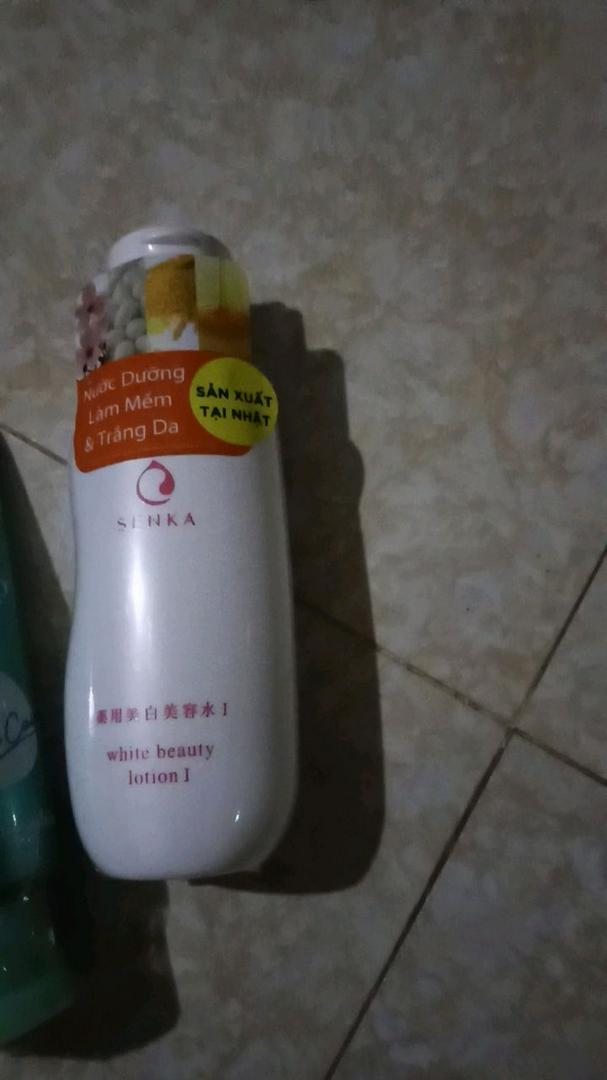 Nước Dưỡng
Làm Mềm
& Trắng Da
SẢN XUẤT
TẠI NHẬT
SENKA
薬用美白美容水 I
white beauty
lotion I